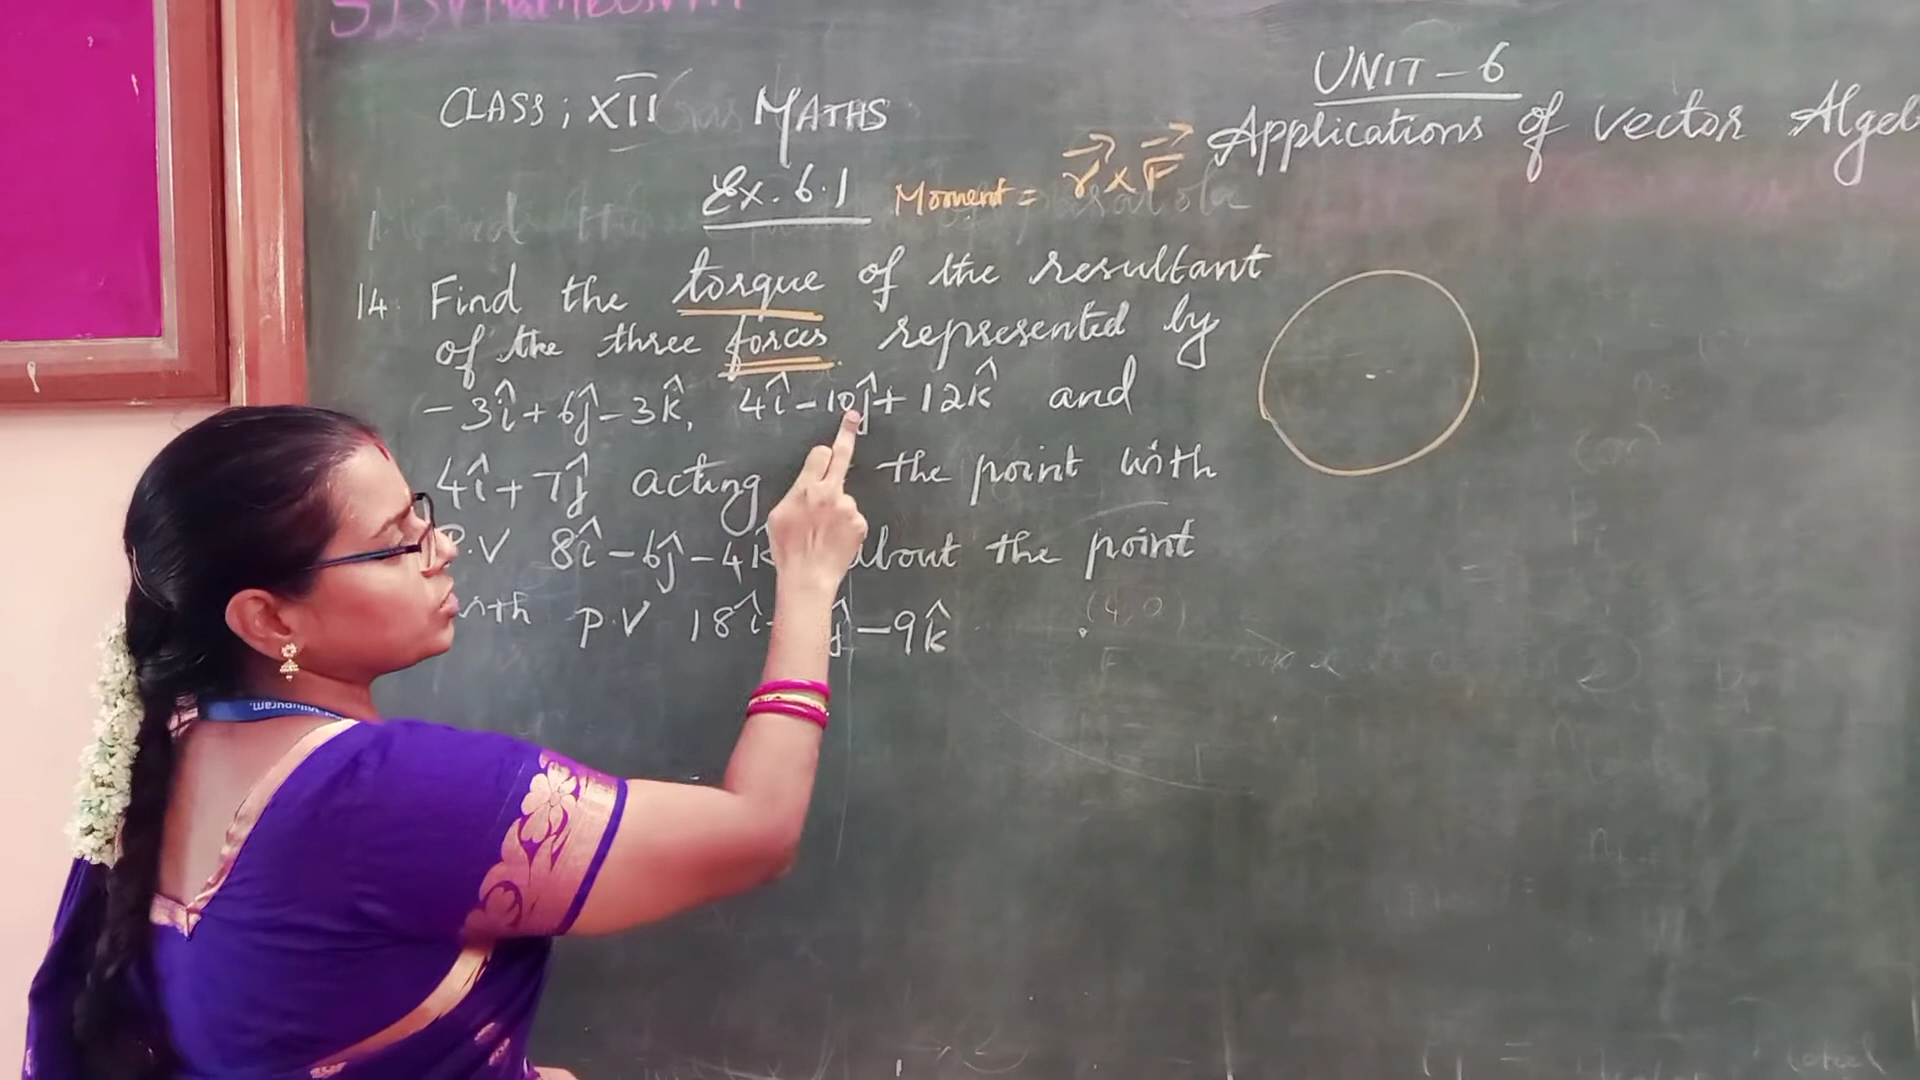 CLASS ; XII MATHS
UNIT - 6
Applications of vector Algeb
Ex. 6.1 Moment = r⃗ × F⃗
14. Find the torque of the resultant
of the three forces represented by
-3î + 6ĵ - 3k̂, 4î - 10ĵ + 12k̂ and
4î + 7ĵ acting the point with
P.V 8î - 6ĵ - 4k̂ about the point
with P.V 18î ĵ - 9k̂